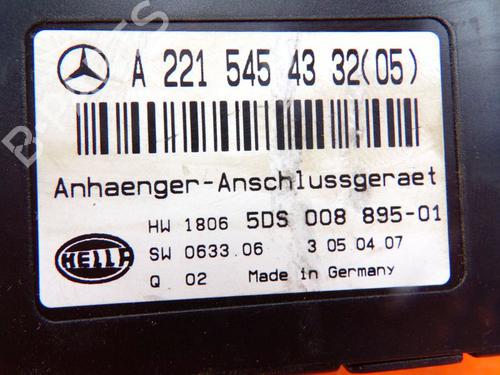 A 221 545 43 32(05)
Anhaenger-Anschlussgeraet
HW 1806 5DS 008 895-01
HELLA
SW 0633.06 3 05 04 07
Q 02 Made in Germany